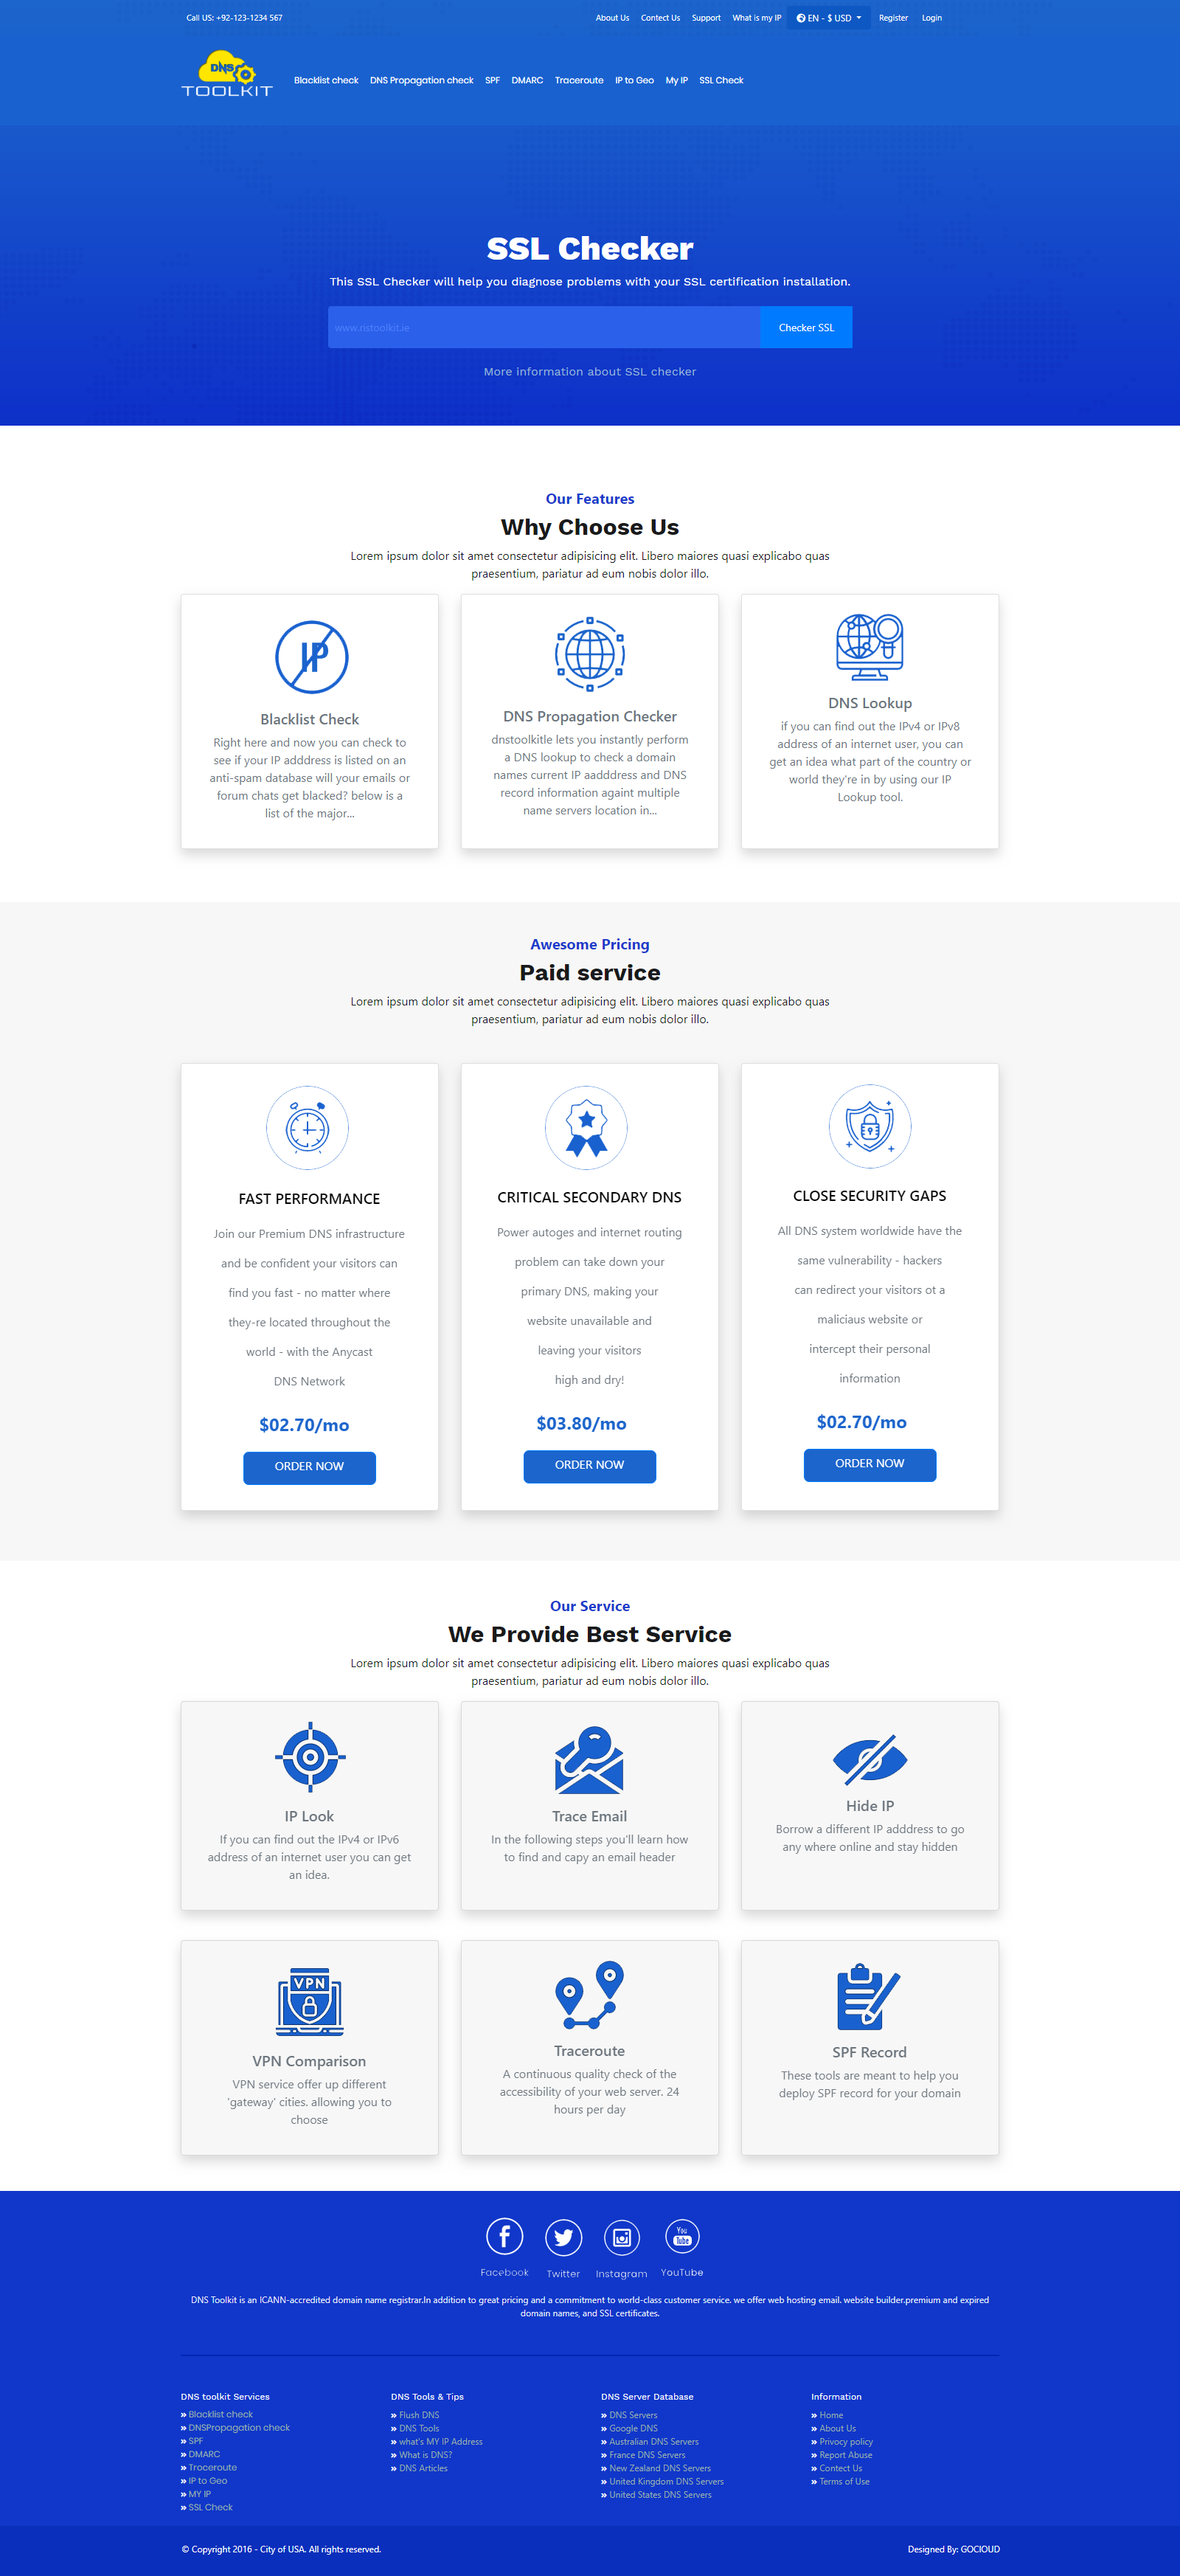 Call US: +92-123-1234 567
About Us Contact Us Support What is my IP EN - $ USD Register Login
DNS
TOOLKIT
Blacklist check DNS Propagation check SPF DMARC Traceroute IP to Geo My IP SSL Check
SSL Checker
This SSL Checker will help you diagnose problems with your SSL certification installation.
Checker SSL
More information about SSL checker
Our Features
Why Choose Us
Lorem ipsum dolor sit amet consectetur adipisicing elit. Libero maiores quasi explicabo quas
praesentium, pariatur ad eum nobis dolor illo.
IP
Blacklist Check
Right here and now you can check to
see if your IP adddress is listed on an
anti-spam database will your emails or
forum chats get blacked? below is a
list of the major...
DNS Propagation Checker
dnstoolkitle lets you instantly perform
a DNS lookup to check a domain
names current IP aadddress and DNS
record information againt multiple
name servers location in...
DNS Lookup
if you can find out the IPv4 or IPv8
address of an internet user, you can
get an idea what part of the country or
world they're in by using our IP
Lookup tool.
Awesome Pricing
Paid service
Lorem ipsum dolor sit amet consectetur adipisicing elit. Libero maiores quasi explicabo quas
praesentium, pariatur ad eum nobis dolor illo.
FAST PERFORMANCE
Join our Premium DNS infrastructure
and be confident your visitors can
find you fast - no matter where
they-re located throughout the
world - with the Anycast
DNS Network
$02.70/mo
ORDER NOW
CRITICAL SECONDARY DNS
Power autoges and internet routing
problem can take down your
primary DNS, making your
website unavailable and
leaving your visitors
high and dry!
$03.80/mo
ORDER NOW
CLOSE SECURITY GAPS
All DNS system worldwide have the
same vulnerability - hackers
can redirect your visitors ot a
maliciaus website or
intercept their personal
information
$02.70/mo
ORDER NOW
Our Service
We Provide Best Service
Lorem ipsum dolor sit amet consectetur adipisicing elit. Libero maiores quasi explicabo quas
praesentium, pariatur ad eum nobis dolor illo.
IP Look
If you can find out the IPv4 or IPv6
address of an internet user you can get
an idea.
Trace Email
In the following steps you'll learn how
to find and capy an email header
Hide IP
Borrow a different IP adddress to go
any where online and stay hidden
VPN
VPN Comparison
VPN service offer up different
'gateway' cities. allowing you to
choose
Traceroute
A continuous quality check of the
accessibility of your web server. 24
hours per day
SPF Record
These tools are meant to help you
deploy SPF record for your domain
You
Tube
Facebook Twitter Instagram YouTube
DNS Toolkit is an ICANN-accredited domain name registrar.In addition to great pricing and a commitment to world-class customer service. we offer web hosting email. website builder.premium and expired
domain names, and SSL certificates.
DNS toolkit Services
» Blacklist check
» DNSPropagation check
» SPF
» DMARC
» Troceroute
» IP to Geo
» MY IP
» SSL Check
DNS Tools & Tips
» Flush DNS
» DNS Tools
» what's MY IP Address
» What is DNS?
» DNS Articles
DNS Server Database
» DNS Servers
» Google DNS
» Australian DNS Servers
» France DNS Servers
» New Zealand DNS Servers
» United Kingdom DNS Servers
» United States DNS Servers
Information
» Home
» About Us
» Privocy policy
» Report Abuse
» Contect Us
» Terms of Use
© Copyright 2016 - City of USA. All rights reserved.
Designed By: GOCIOUD